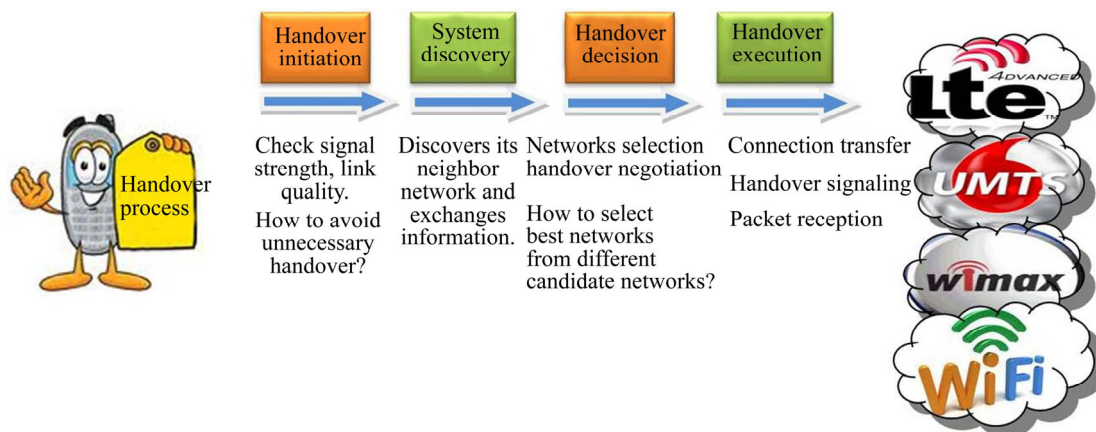 Handover
initiation
System
discovery
Handover
decision
Handover
execution
Handover
process
Check signal
strength, link
quality.
How to avoid
unnecessary
handover?
Discovers its
neighbor
network and
exchanges
information.
Networks selection
handover negotiation
How to select
best networks
from different
candidate networks?
Connection transfer
Handover signaling
Packet reception
Lte ADVANCED TM
UMTS
wimax
WiFi